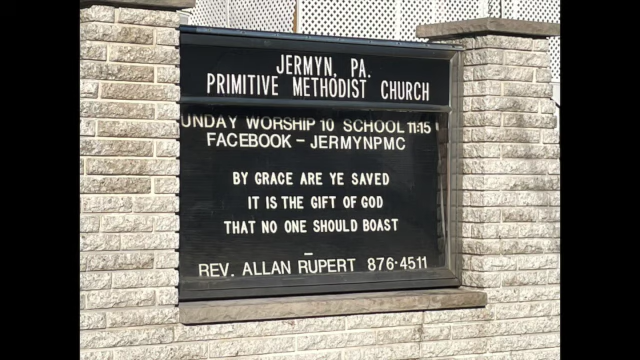 JERMYN, PA.
PRIMITIVE METHODIST CHURCH
UNDAY WORSHIP 10 SCHOOL 11:15
FACEBOOK - JERMYNPMC
BY GRACE ARE YE SAVED
IT IS THE GIFT OF GOD
THAT NO ONE SHOULD BOAST
REV. ALLAN RUPERT 876-4511